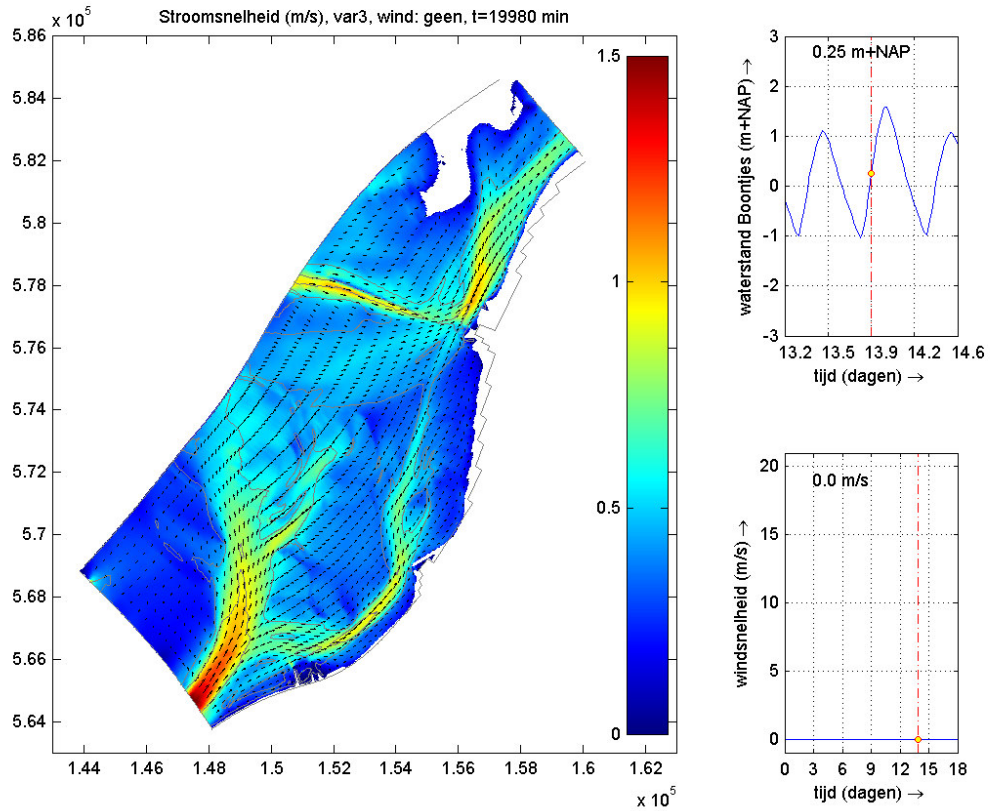 x 10⁵
Stroomsnelheid (m/s), var3, wind: geen, t=19980 min
5.86
5.84
5.82
5.8
5.78
5.76
5.74
5.72
5.7
5.68
5.66
5.64
1.44 1.46 1.48 1.5 1.52 1.54 1.56 1.58 1.6 1.62
x 10⁵
1.5
1
0.5
0
waterstand Boontjes (m+NAP) →
0.25 m+NAP
3
2
1
0
-1
-2
-3
13.2 13.5 13.9 14.2 14.6
tijd (dagen) →
windsnelheid (m/s) →
0.0 m/s
20
15
10
5
0
0 3 6 9 12 15 18
tijd (dagen) →